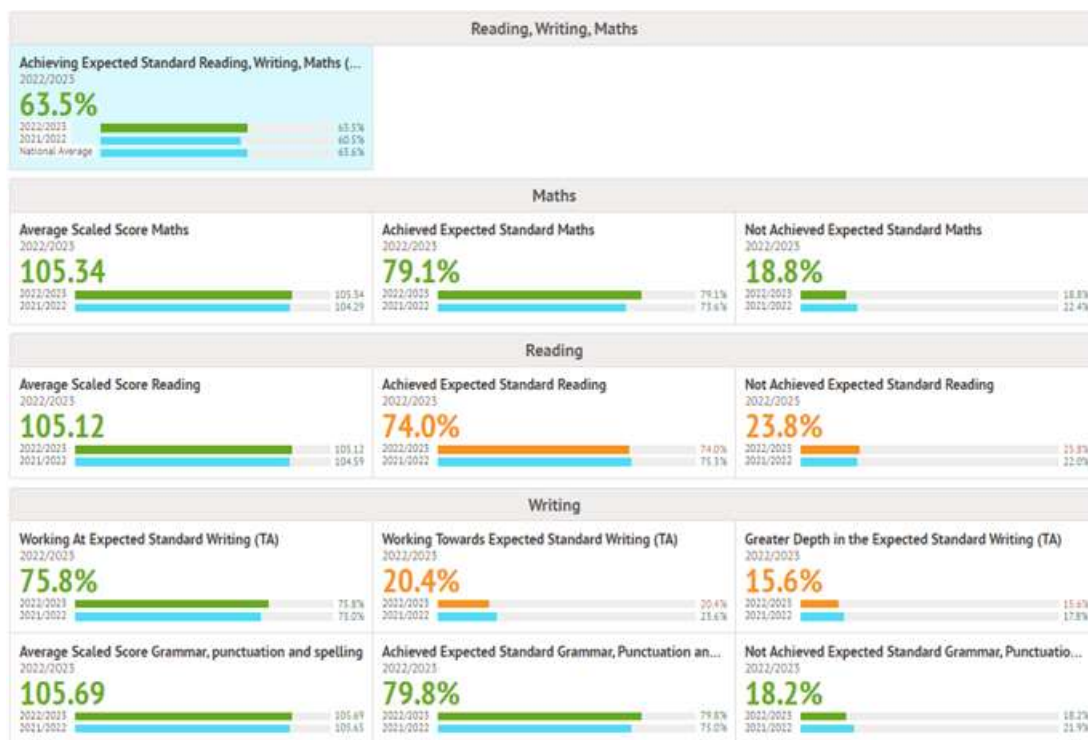 Reading, Writing, Maths
Achieving Expected Standard Reading, Writing, Maths (...
2022/2023
63.5%
2022/2023 63.5%
2021/2022 60.5%
National Average 63.6%
Maths
Average Scaled Score Maths
2022/2023
105.34
2022/2023 105.34
2021/2022 104.29
Achieved Expected Standard Maths
2022/2023
79.1%
2022/2023 79.1%
2021/2022 73.6%
Not Achieved Expected Standard Maths
2022/2023
18.8%
2022/2023 18.8%
2021/2022 22.4%
Reading
Average Scaled Score Reading
2022/2023
105.12
2022/2023 105.12
2021/2022 104.59
Achieved Expected Standard Reading
2022/2023
74.0%
2022/2023 74.0%
2021/2022 75.3%
Not Achieved Expected Standard Reading
2022/2023
23.8%
2022/2023 23.8%
2021/2022 22.0%
Writing
Working At Expected Standard Writing (TA)
2022/2023
75.8%
2022/2023 75.8%
2021/2022 73.0%
Working Towards Expected Standard Writing (TA)
2022/2023
20.4%
2022/2023 20.4%
2021/2022 23.6%
Greater Depth in the Expected Standard Writing (TA)
2022/2023
15.6%
2022/2023 15.6%
2021/2022 17.8%
Average Scaled Score Grammar, punctuation and spelling
2022/2023
105.69
2022/2023 105.69
2021/2022 103.65
Achieved Expected Standard Grammar, Punctuation an...
2022/2023
79.8%
2022/2023 79.8%
2021/2022 75.0%
Not Achieved Expected Standard Grammar, Punctuatio...
2022/2023
18.2%
2022/2023 18.2%
2021/2022 21.9%